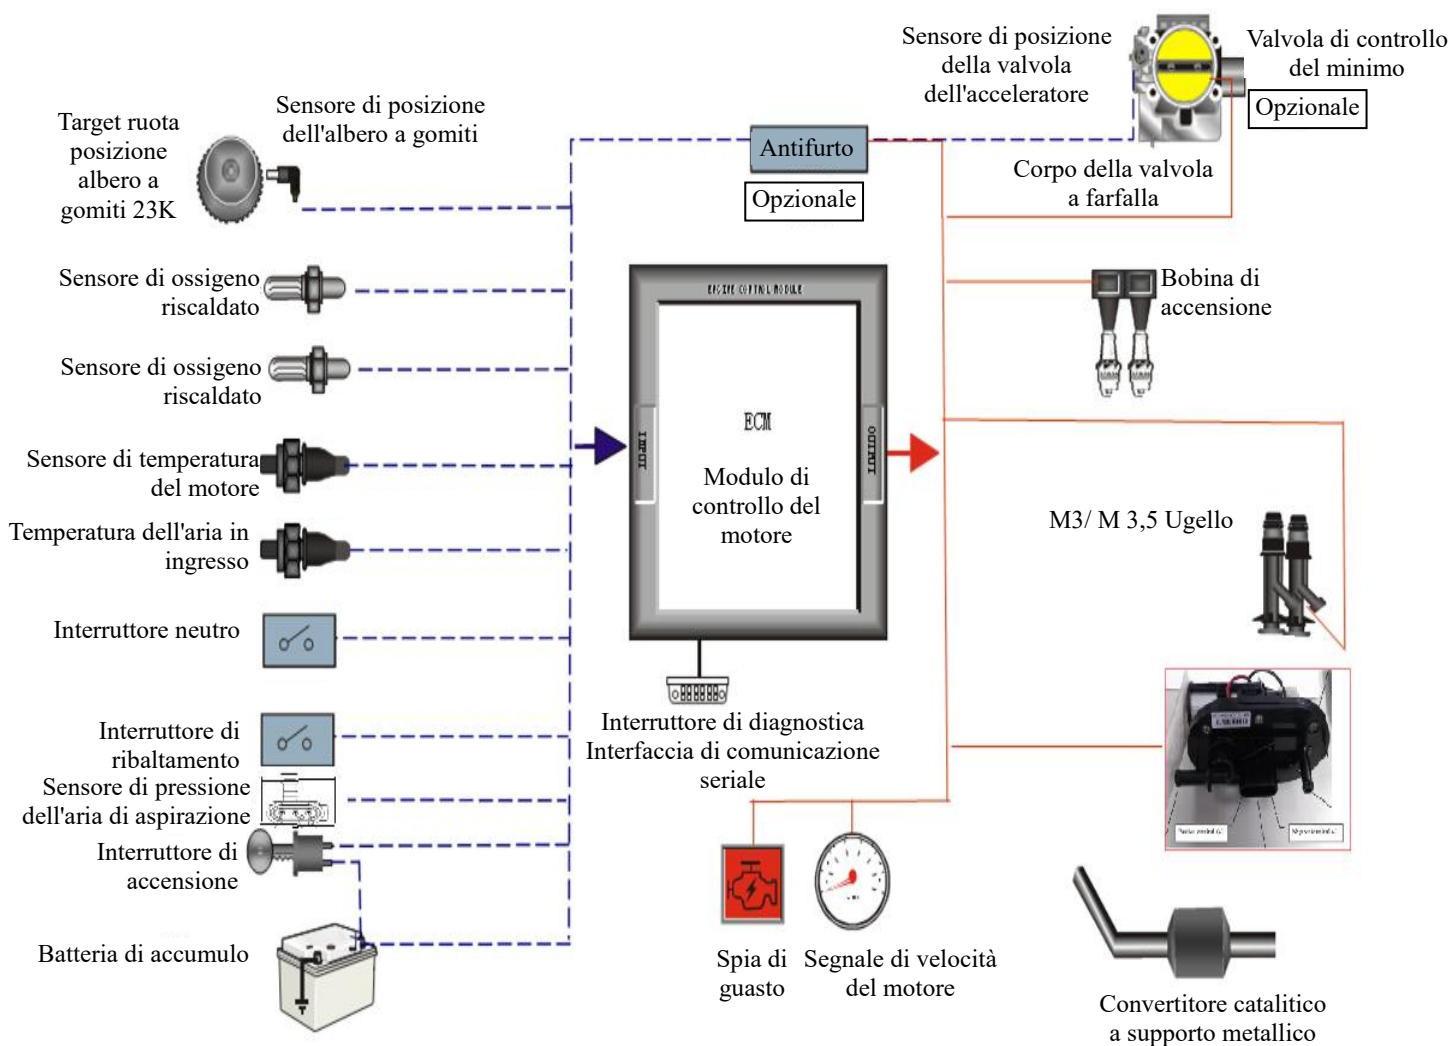 Sensore di posizione
della valvola
dell'acceleratore
Valvola di controllo
del minimo
Opzionale
Sensore di posizione
dell'albero a gomiti
Target ruota
posizione
albero a
gomiti 23K
Antifurto
Opzionale
Corpo della valvola
a farfalla
Sensore di ossigeno
riscaldato
ENGINE CONTROL MODULE
Bobina di
accensione
Sensore di ossigeno
riscaldato
ECM
INPUT
OUTPUT
Modulo di
controllo del
motore
Sensore di temperatura
del motore
Temperatura dell'aria in
ingresso
M3/ M 3,5 Ugello
Interruttore neutro
Interruttore di
ribaltamento
Interruttore di diagnostica
Interfaccia di comunicazione
seriale
Sensore di pressione
dell'aria di aspirazione
Interruttore di
accensione
Batteria di accumulo
Spia di
guasto
Segnale di velocità
del motore
Convertitore catalitico
a supporto metallico